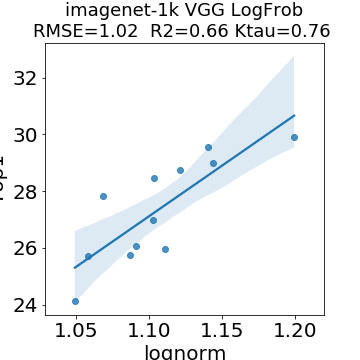 imagenet-1k VGG LogFrob
RMSE=1.02 R2=0.66 Ktau=0.76
32
30
28
26
24
1.05 1.10 1.15 1.20
lognorm